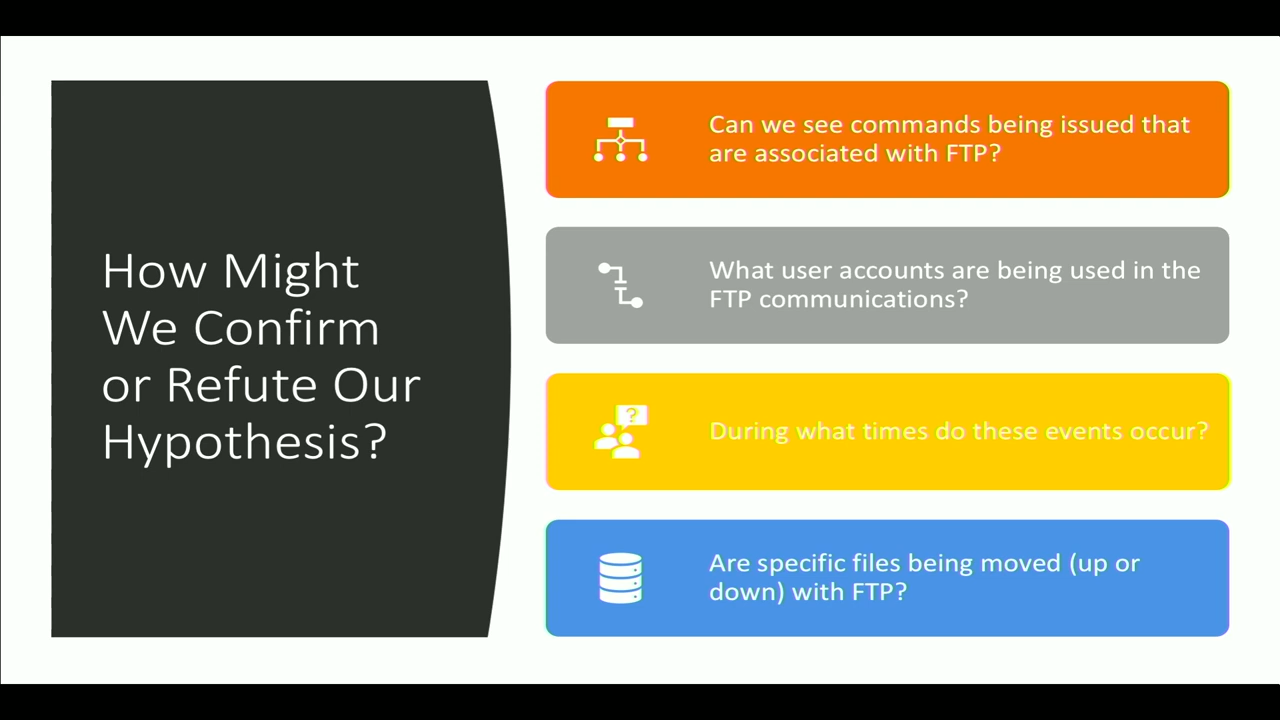 How Might
We Confirm
or Refute Our
Hypothesis?
Can we see commands being issued that
are associated with FTP?
What user accounts are being used in the
FTP communications?
?
During what times do these events occur?
Are specific files being moved (up or
down) with FTP?